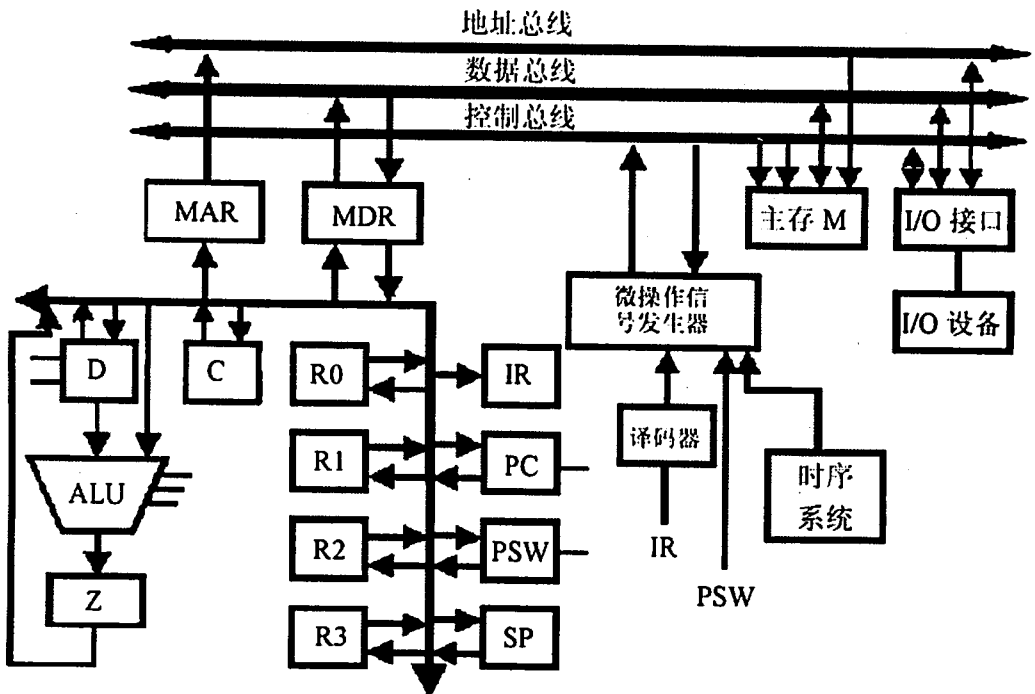 地址总线
数据总线
控制总线
MAR
MDR
主存 M
I/O 接口
微操作信
号发生器
I/O 设备
D
C
R0
IR
译码器
R1
PC
ALU
时序
系统
R2
PSW
IR
PSW
Z
R3
SP